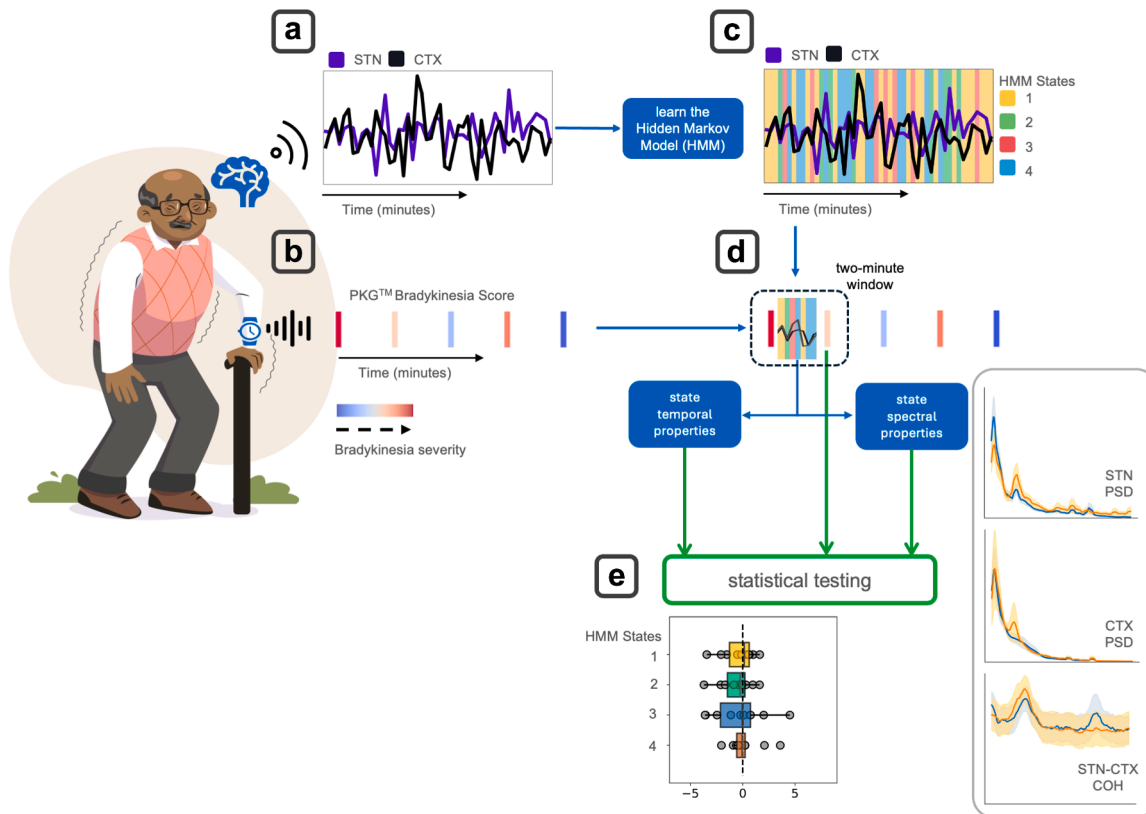 a
STN CTX
Time (minutes)
learn the
Hidden Markov
Model (HMM)
c
STN CTX
HMM States
1
2
3
4
Time (minutes)
b
PKG™ Bradykinesia Score
Time (minutes)
Bradykinesia severity
d
two-minute
window
state
temporal
properties
state
spectral
properties
STN
PSD
CTX
PSD
STN-CTX
COH
e
statistical testing
HMM States
1
2
3
4
−5 0 5